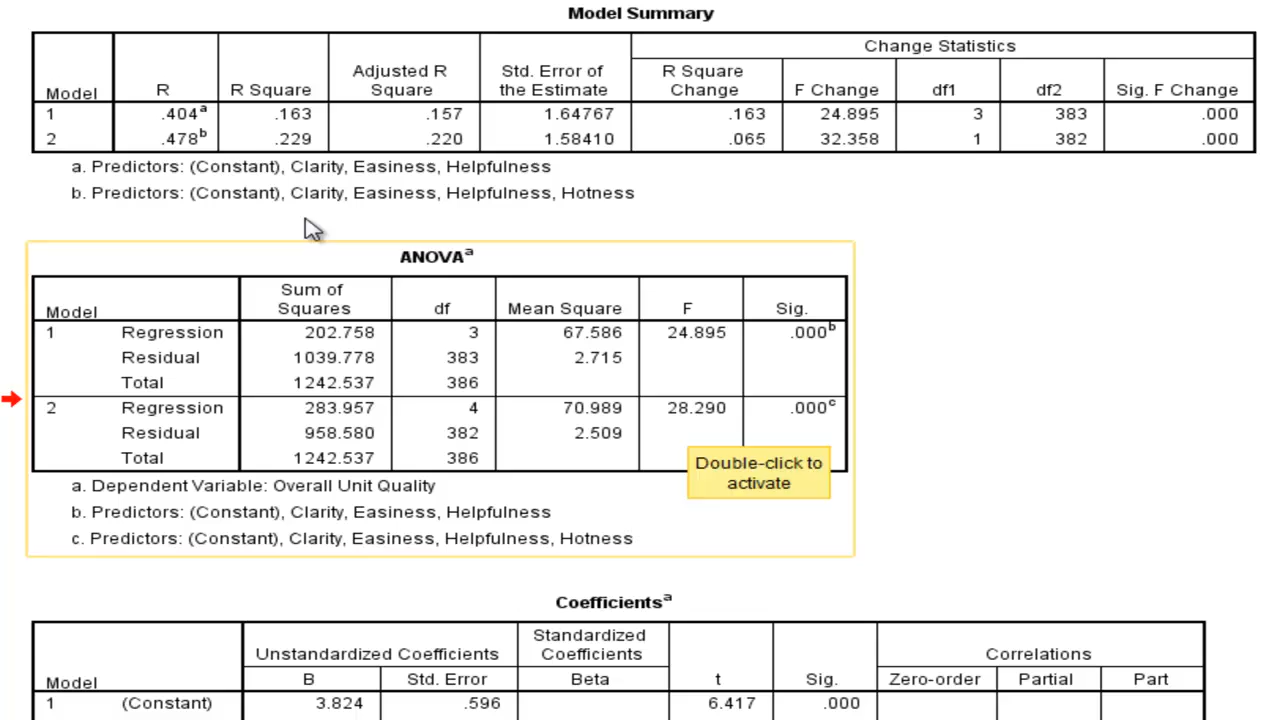 Model Summary
Change Statistics
Model R R Square Adjusted R Square Std. Error of the Estimate R Square Change F Change df1 df2 Sig. F Change
1 .404a .163 .157 1.64767 .163 24.895 3 383 .000
2 .478b .229 .220 1.58410 .065 32.358 1 382 .000
a. Predictors: (Constant), Clarity, Easiness, Helpfulness
b. Predictors: (Constant), Clarity, Easiness, Helpfulness, Hotness
ANOVAa
Model Sum of Squares df Mean Square F Sig.
1 Regression 202.758 3 67.586 24.895 .000b
Residual 1039.778 383 2.715
Total 1242.537 386
2 Regression 283.957 4 70.989 28.290 .000c
Residual 958.580 382 2.509
Total 1242.537 386
Double-click to
activate
a. Dependent Variable: Overall Unit Quality
b. Predictors: (Constant), Clarity, Easiness, Helpfulness
c. Predictors: (Constant), Clarity, Easiness, Helpfulness, Hotness
Coefficientsa
Unstandardized Coefficients Standardized Coefficients Correlations
Model B Std. Error Beta t Sig. Zero-order Partial Part
1 (Constant) 3.824 .596 6.417 .000